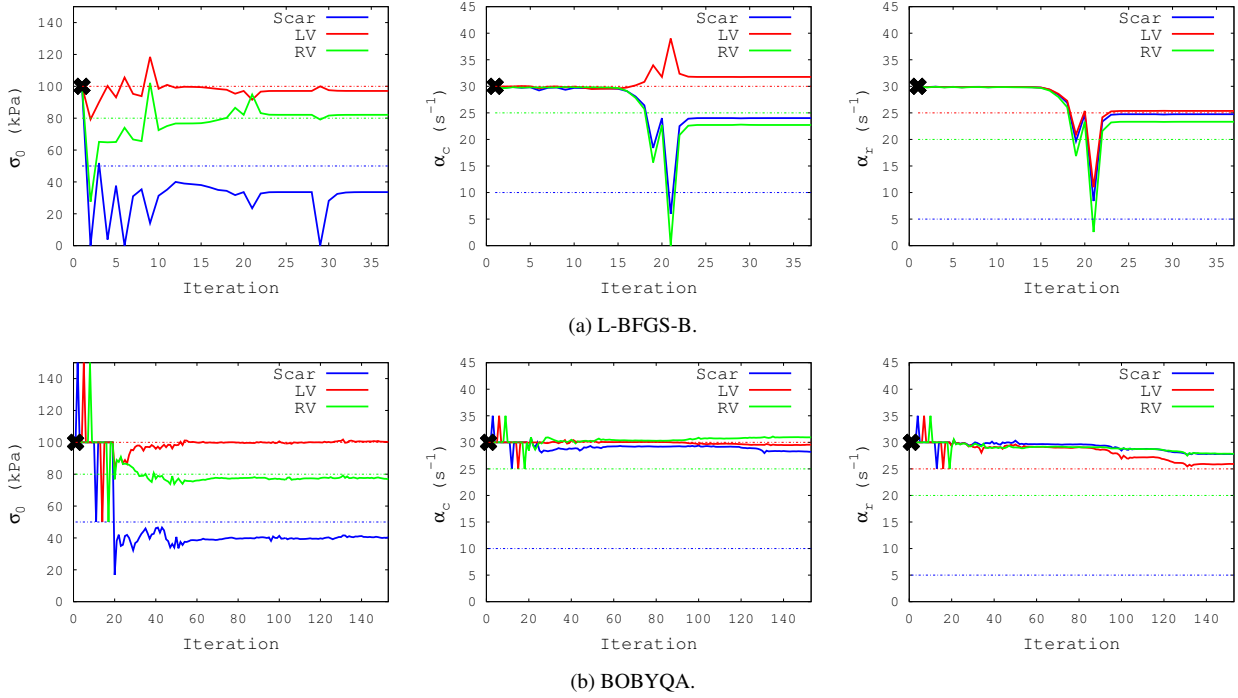 σ₀ (kPa)
0
20
40
60
80
100
120
140
0 5 10 15 20 25 30 35
Iteration
Scar
LV
RV
α_c (s⁻¹)
0
5
10
15
20
25
30
35
40
45
0 5 10 15 20 25 30 35
Iteration
Scar
LV
RV
α_r (s⁻¹)
0
5
10
15
20
25
30
35
40
45
0 5 10 15 20 25 30 35
Iteration
Scar
LV
RV
(a) L-BFGS-B.
σ₀ (kPa)
0
20
40
60
80
100
120
140
0 20 40 60 80 100 120 140
Iteration
Scar
LV
RV
α_c (s⁻¹)
0
5
10
15
20
25
30
35
40
45
0 20 40 60 80 100 120 140
Iteration
Scar
LV
RV
α_r (s⁻¹)
0
5
10
15
20
25
30
35
40
45
0 20 40 60 80 100 120 140
Iteration
Scar
LV
RV
(b) BOBYQA.